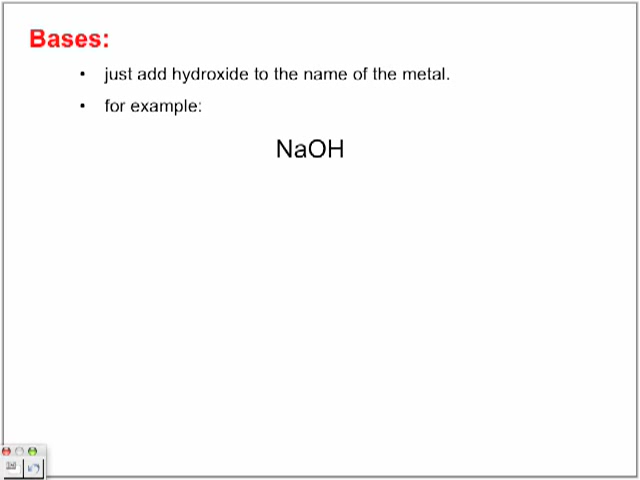 Bases:
• just add hydroxide to the name of the metal.
• for example:
NaOH